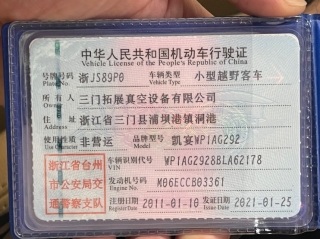 中华人民共和国机动车行驶证
Vehicle License of the People's Republic of China
号牌号码 浙JS89P0 车辆类型 小型越野客车
Plate No. Vehicle Type
所有人 三门拓展真空设备有限公司
Owner
住址 浙江省三门县浦坝港镇洞港
Address
使用性质 非营运 品牌型号 凯宴WP1AG292
Use Character Model
浙江省台州 车辆识别代号 WP1AG2928BLA62178
VIN
市公安局交 发动机号码 M06ECCB03361
Engine No.
通警察支队 注册日期 2011-01-10 发证日期 2021-01-25
Register Date Issue Date